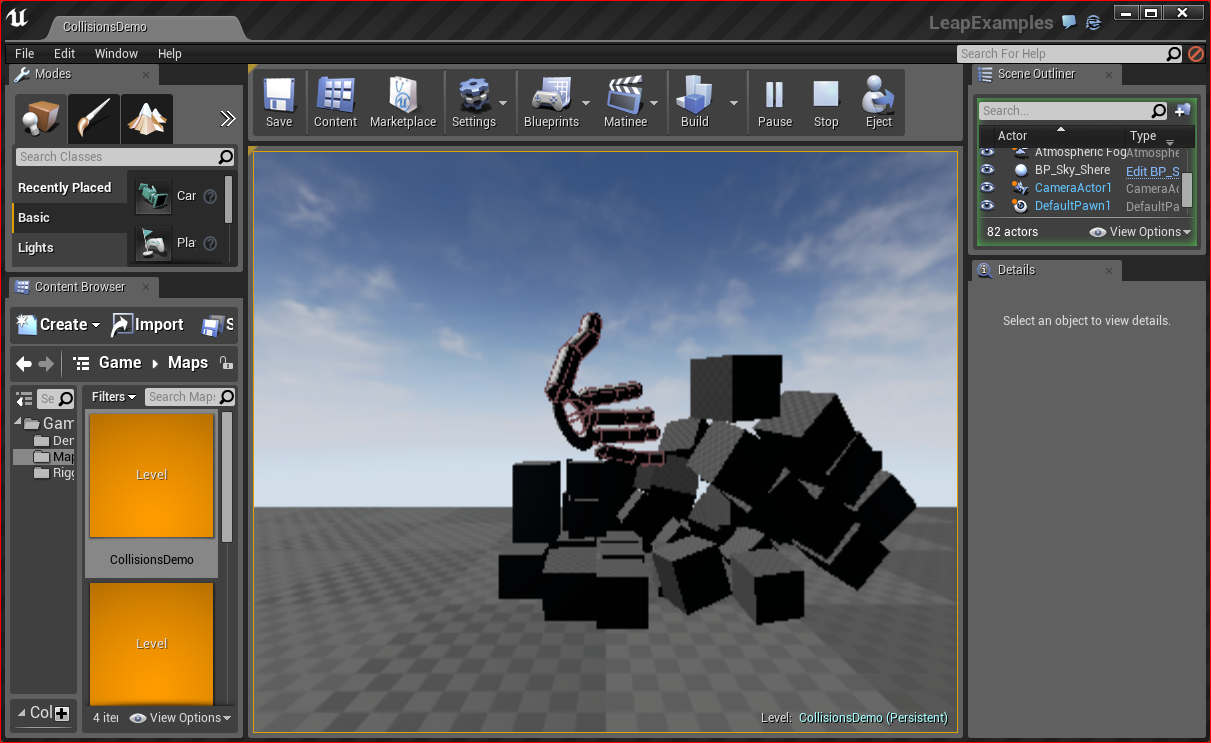 CollisionsDemo
LeapExamples
File Edit Window Help
Search For Help
Modes
Search Classes
Recently Placed
Basic
Lights
Car
Pla
Save Content Marketplace Settings Blueprints Matinee Build Pause Stop Eject
Scene Outliner
Search...
Actor Type
Atmospheric Fog Atmosphe
BP_Sky_Shere Edit BP_S
CameraActor1 CameraAc
DefaultPawn1 DefaultPa
82 actors View Options
Details
Select an object to view details.
Content Browser
Create Import S
Game Maps
Se
Filters Search Maps
Gam
Den
Map
Rigg
Level
CollisionsDemo
Level
Col
4 iter View Options
Level: CollisionsDemo (Persistent)